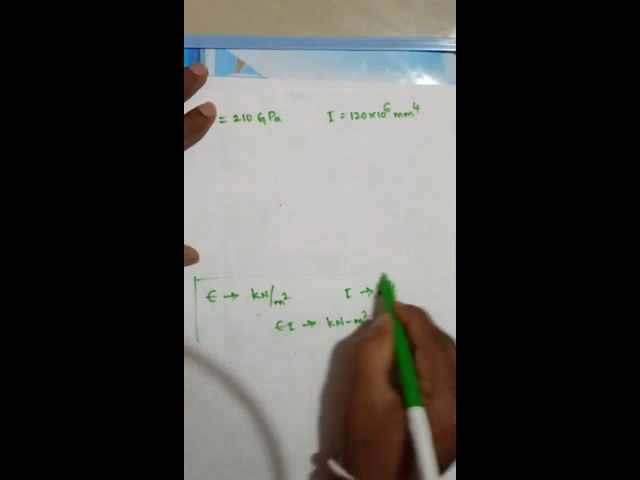 = 210 GPa I = 120×10⁶ mm⁴
E → kN/m² I →
EI → kN-m²